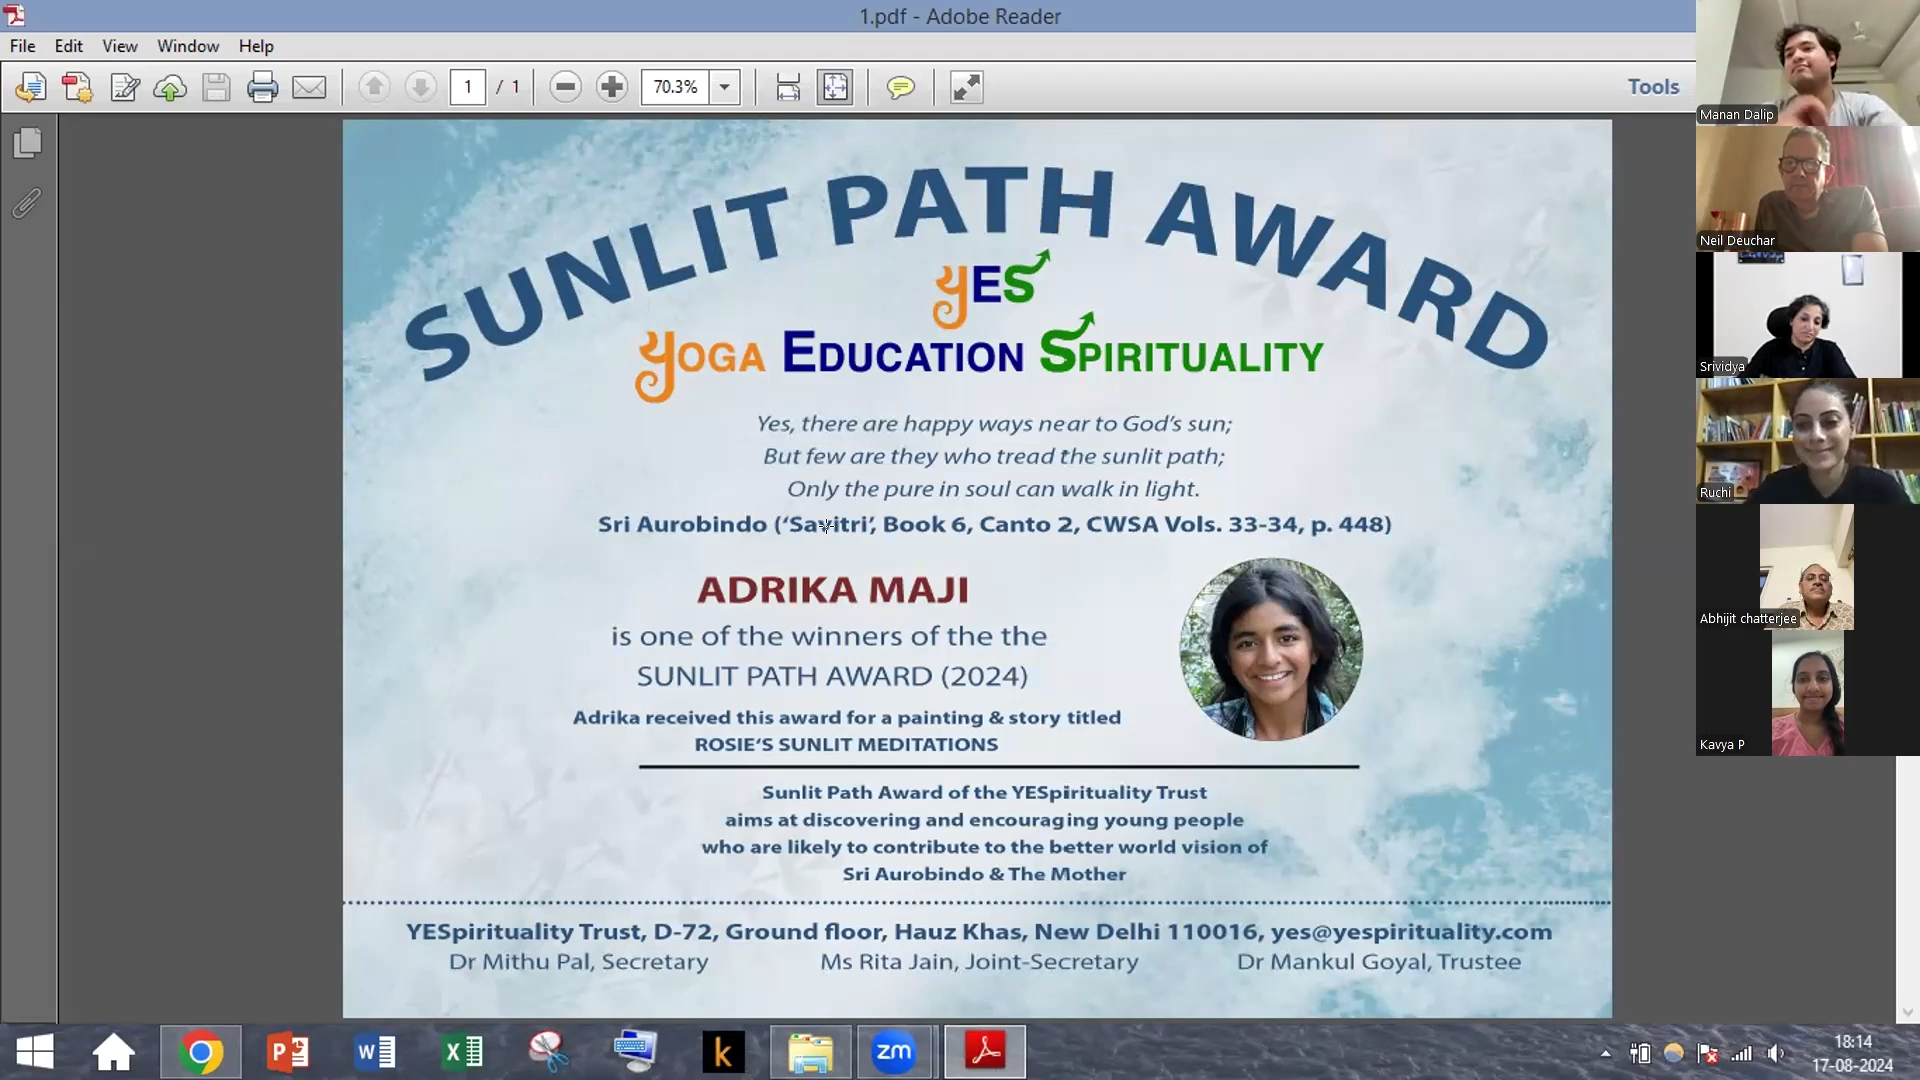 1.pdf - Adobe Reader
File Edit View Window Help
1 / 1 70.3% Tools
SUNLIT PATH AWARD
YES
YOGA EDUCATION SPIRITUALITY
Yes, there are happy ways near to God's sun;
But few are they who tread the sunlit path;
Only the pure in soul can walk in light.
Sri Aurobindo ('Savitri', Book 6, Canto 2, CWSA Vols. 33-34, p. 448)
ADRIKA MAJI
is one of the winners of the the
SUNLIT PATH AWARD (2024)
Adrika received this award for a painting & story titled
ROSIE'S SUNLIT MEDITATIONS
Sunlit Path Award of the YESpirituality Trust
aims at discovering and encouraging young people
who are likely to contribute to the better world vision of
Sri Aurobindo & The Mother
YESpirituality Trust, D-72, Ground floor, Hauz Khas, New Delhi 110016, yes@yespirituality.com
Dr Mithu Pal, Secretary Ms Rita Jain, Joint-Secretary Dr Mankul Goyal, Trustee
Manan Dalip
Neil Deuchar
Srividya
Ruchi
Abhijit chatterjee
Kavya P
zm
k
18:14
17-08-2024